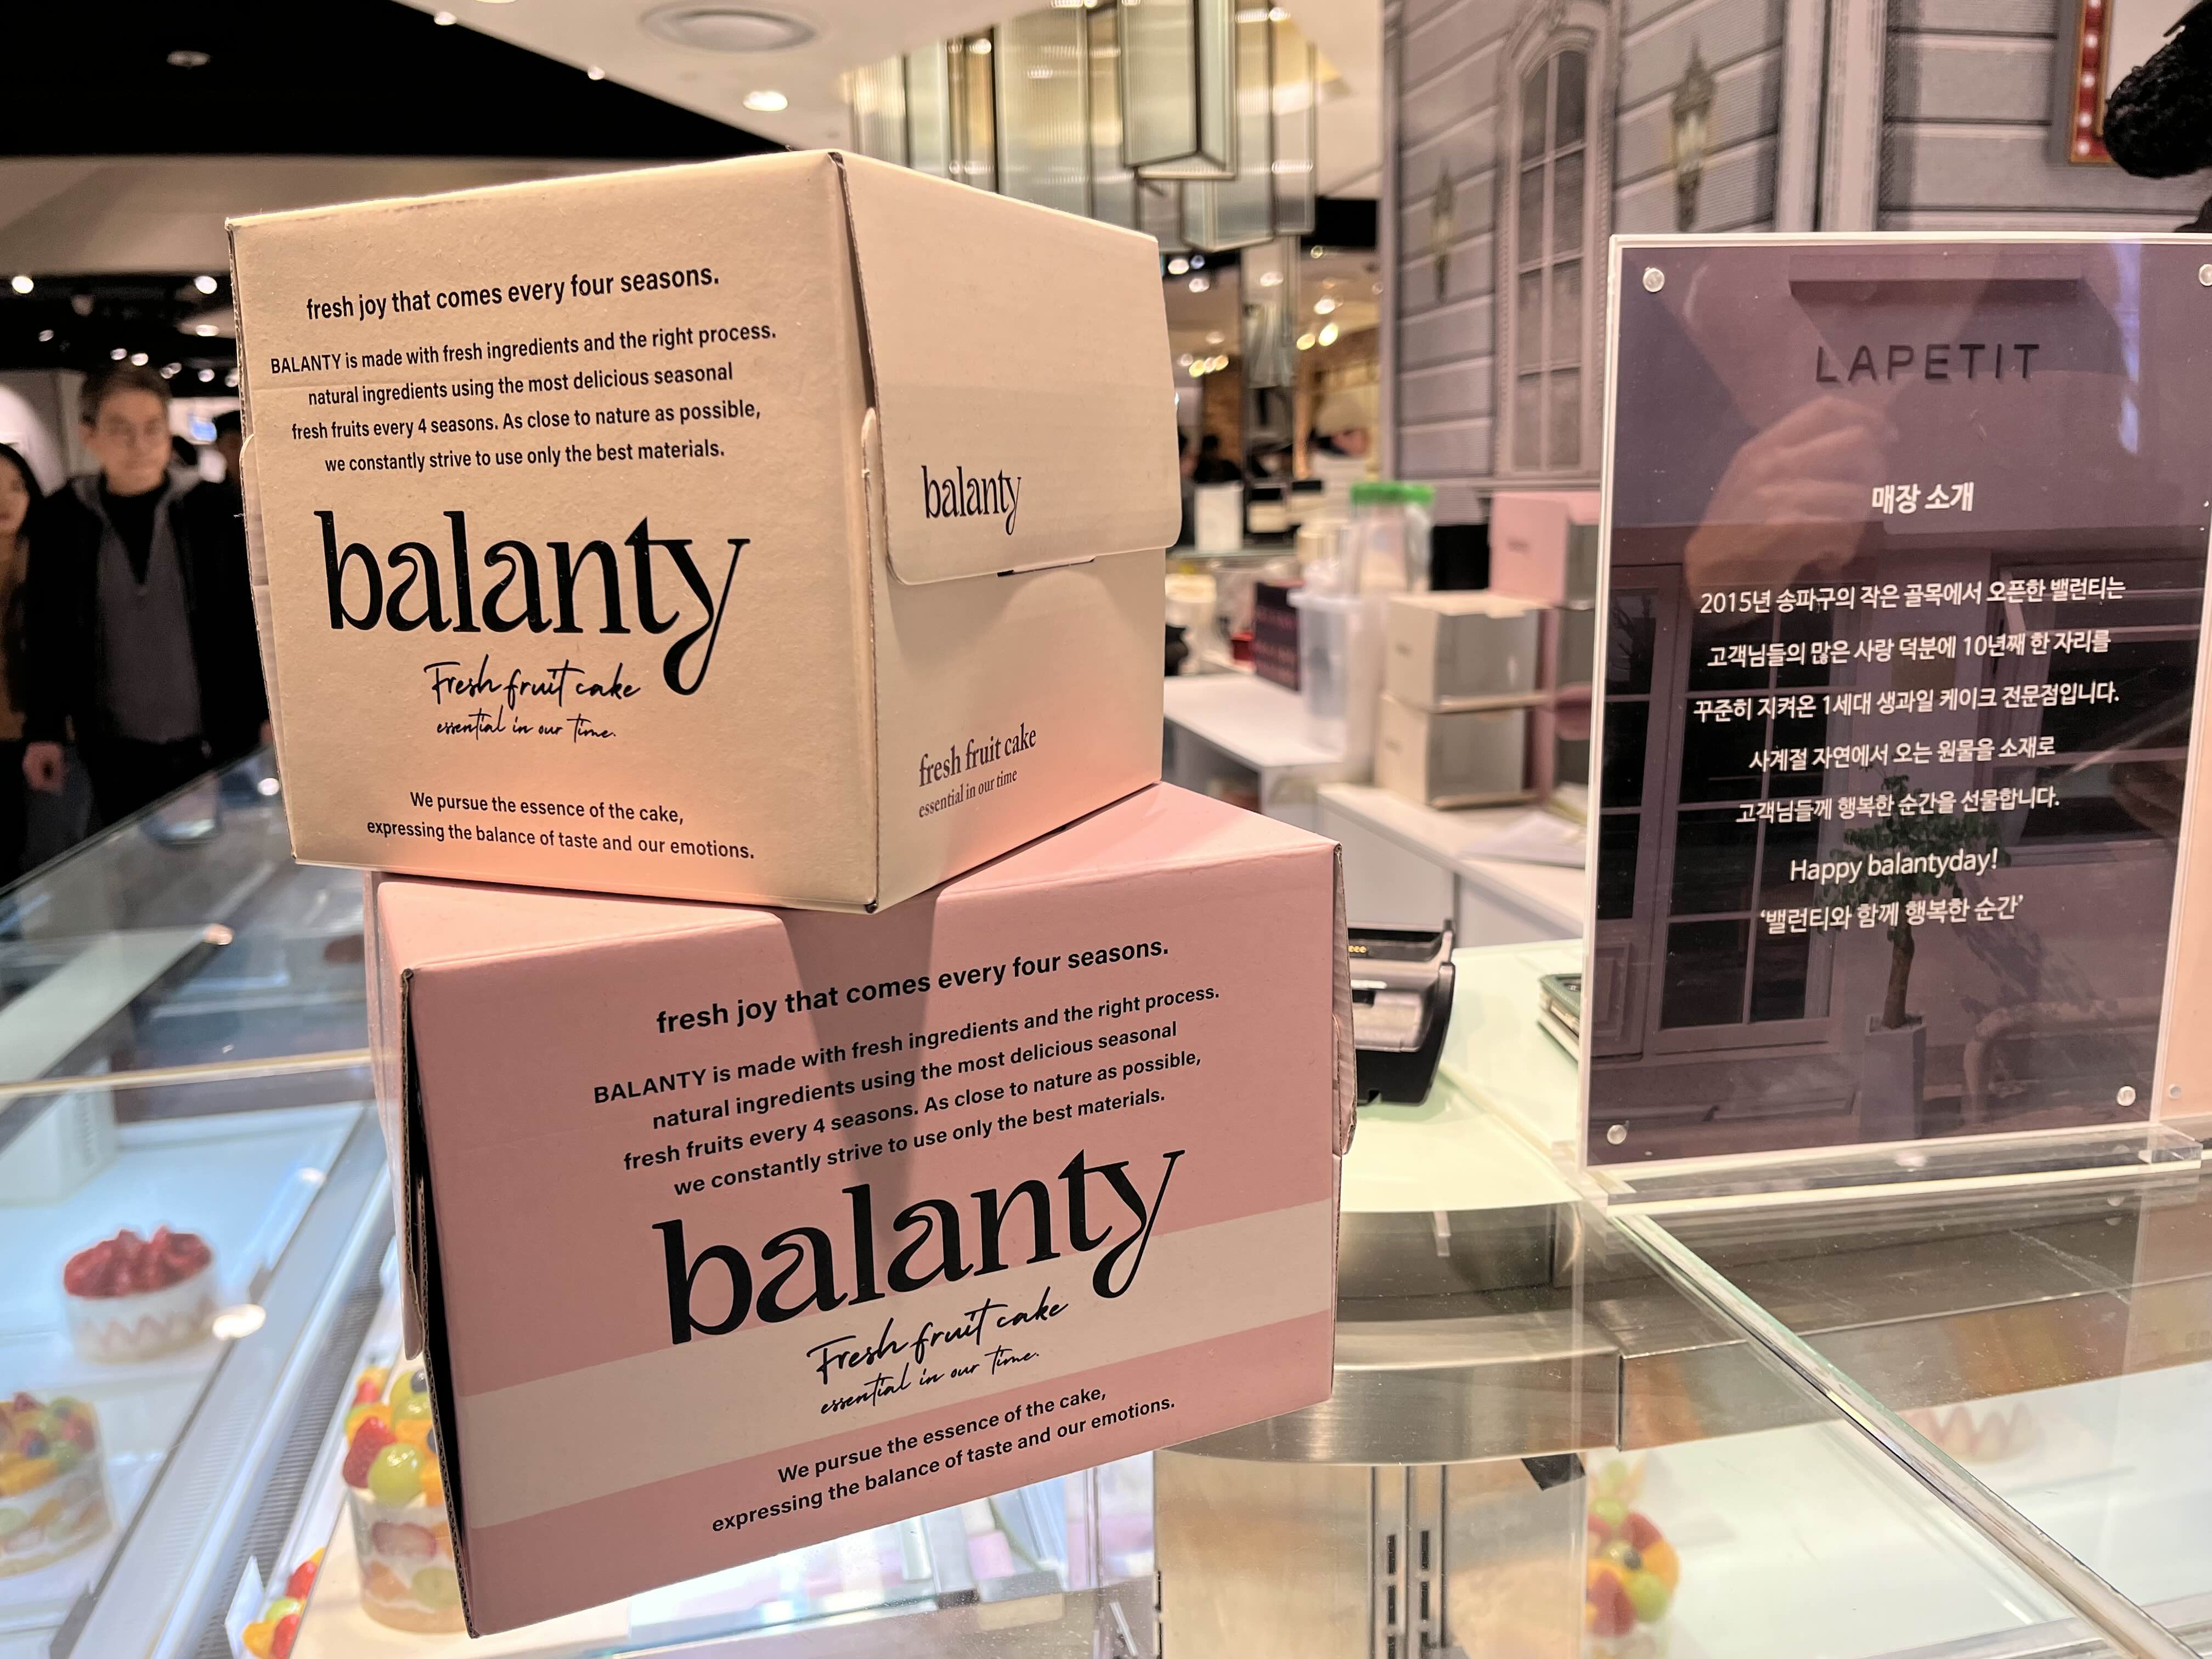 fresh joy that comes every four seasons.
BALANTY is made with fresh ingredients and the right process.
natural ingredients using the most delicious seasonal
fresh fruits every 4 seasons. As close to nature as possible,
we constantly strive to use only the best materials.
balanty
Fresh fruit cake
essential in our time.
We pursue the essence of the cake,
expressing the balance of taste and our emotions.
balanty
fresh fruit cake
essential in our time
fresh joy that comes every four seasons.
BALANTY is made with fresh ingredients and the right process.
natural ingredients using the most delicious seasonal
fresh fruits every 4 seasons. As close to nature as possible,
we constantly strive to use only the best materials.
balanty
Fresh fruit cake
essential in our time.
We pursue the essence of the cake,
expressing the balance of taste and our emotions.
LAPETIT
매장 소개
2015년 송파구의 작은 골목에서 오픈한 밸런티는
고객님들의 많은 사랑 덕분에 10년째 한 자리를
꾸준히 지켜온 1세대 생과일 케이크 전문점입니다.
사계절 자연에서 오는 원물을 소재로
고객님들께 행복한 순간을 선물합니다.
Happy balantyday!
‘밸런티와 함께 행복한 순간’